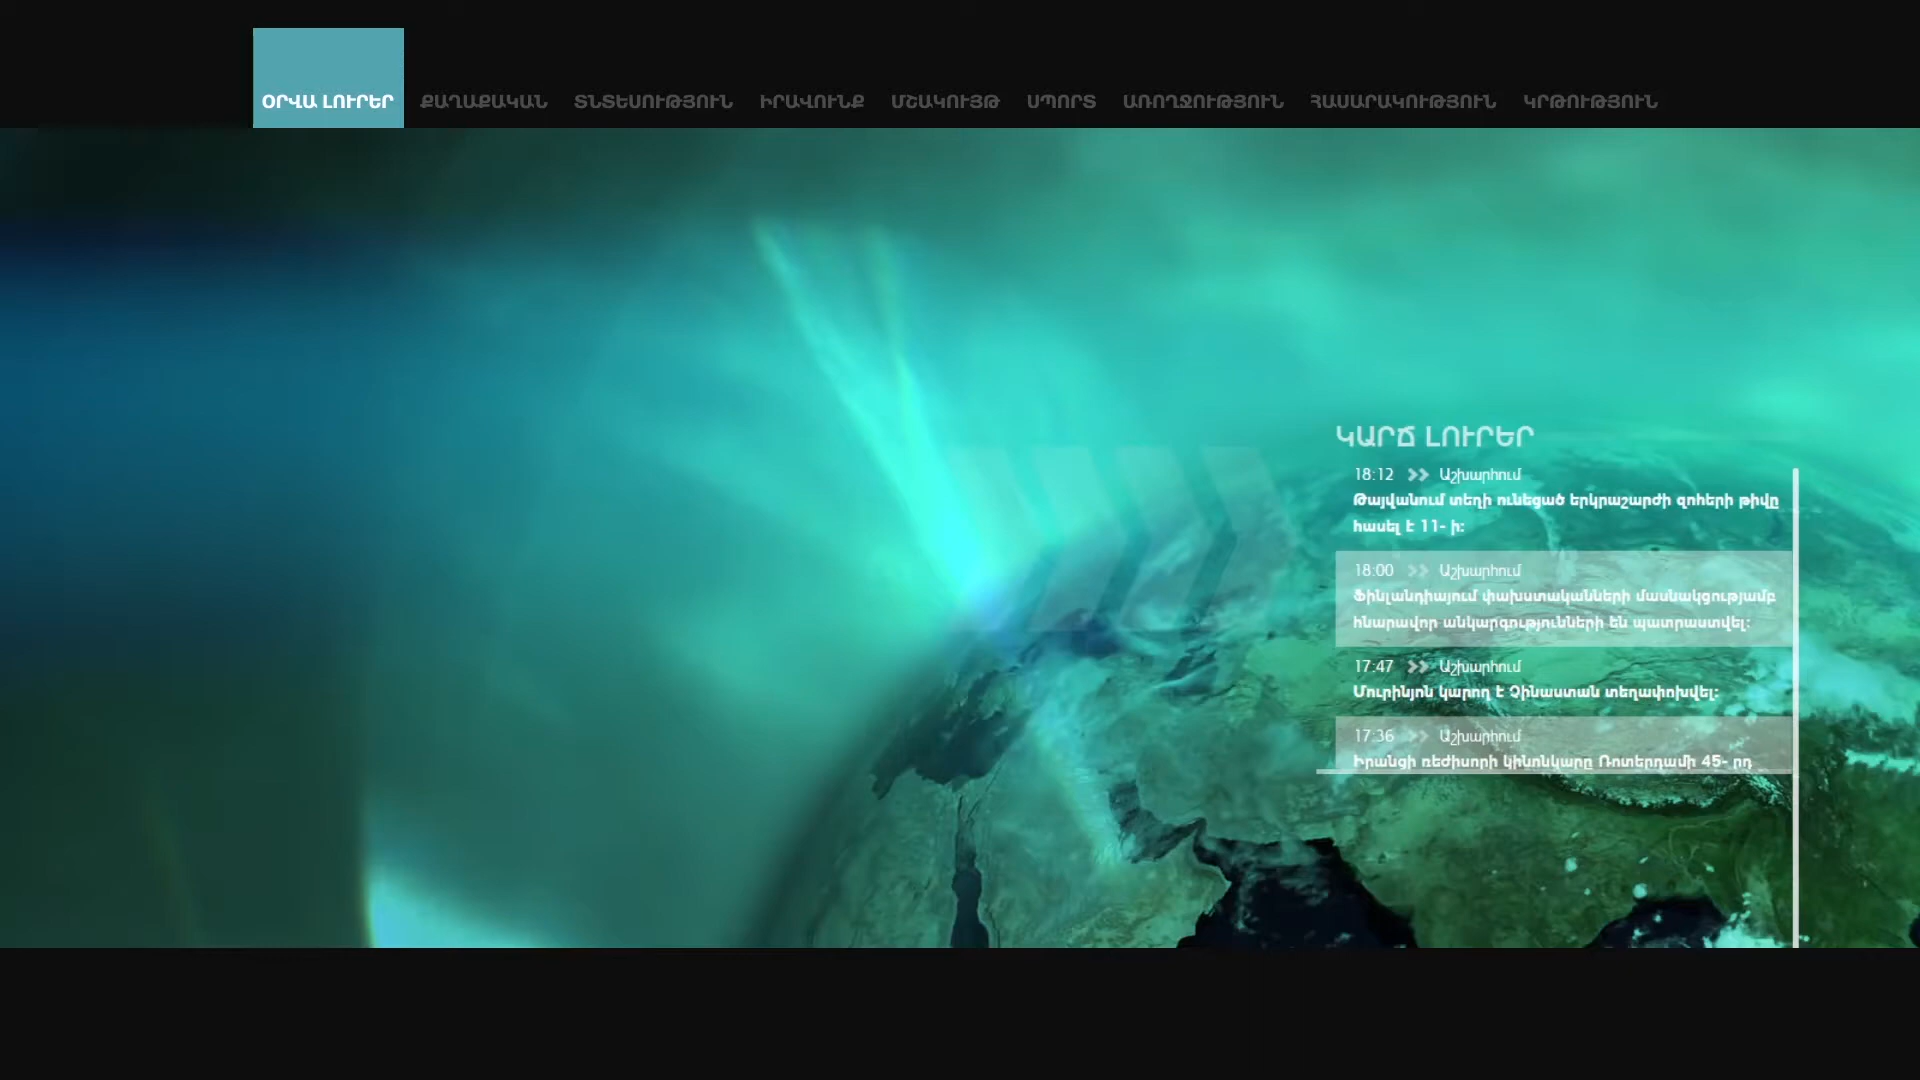 ՕՐՎԱ ԼՈՒՐԵՐ ՔԱՂԱՔԱԿԱՆ ՏՆՏԵՍՈՒԹՅՈՒՆ ԻՐԱՎՈՒՆՔ ՄՇԱԿՈՒՅԹ ՍՊՈՐՏ ԱՌՈՂՋՈՒԹՅՈՒՆ ՀԱՍԱՐԱԿՈՒԹՅՈՒՆ ԿՐԹՈՒԹՅՈՒՆ
ԿԱՐՃ ԼՈՒՐԵՐ
18:12 >> Աշխարհում
Թայվանում տեղի ունեցած երկրաշարժի զոհերի թիվը
հասել է 11- ի:
18:00 >> Աշխարհում
Ֆինլանդիայում փախստականների մասնակցությամբ
հնարավոր անկարգությունների են պատրաստվել:
17:47 >> Աշխարհում
Մուրինյոն կարող է Չինաստան տեղափոխվել:
17:36 >> Աշխարհում
Իրանցի ռեժիսորի կինոնկարը Ռոտերդամի 45- րդ